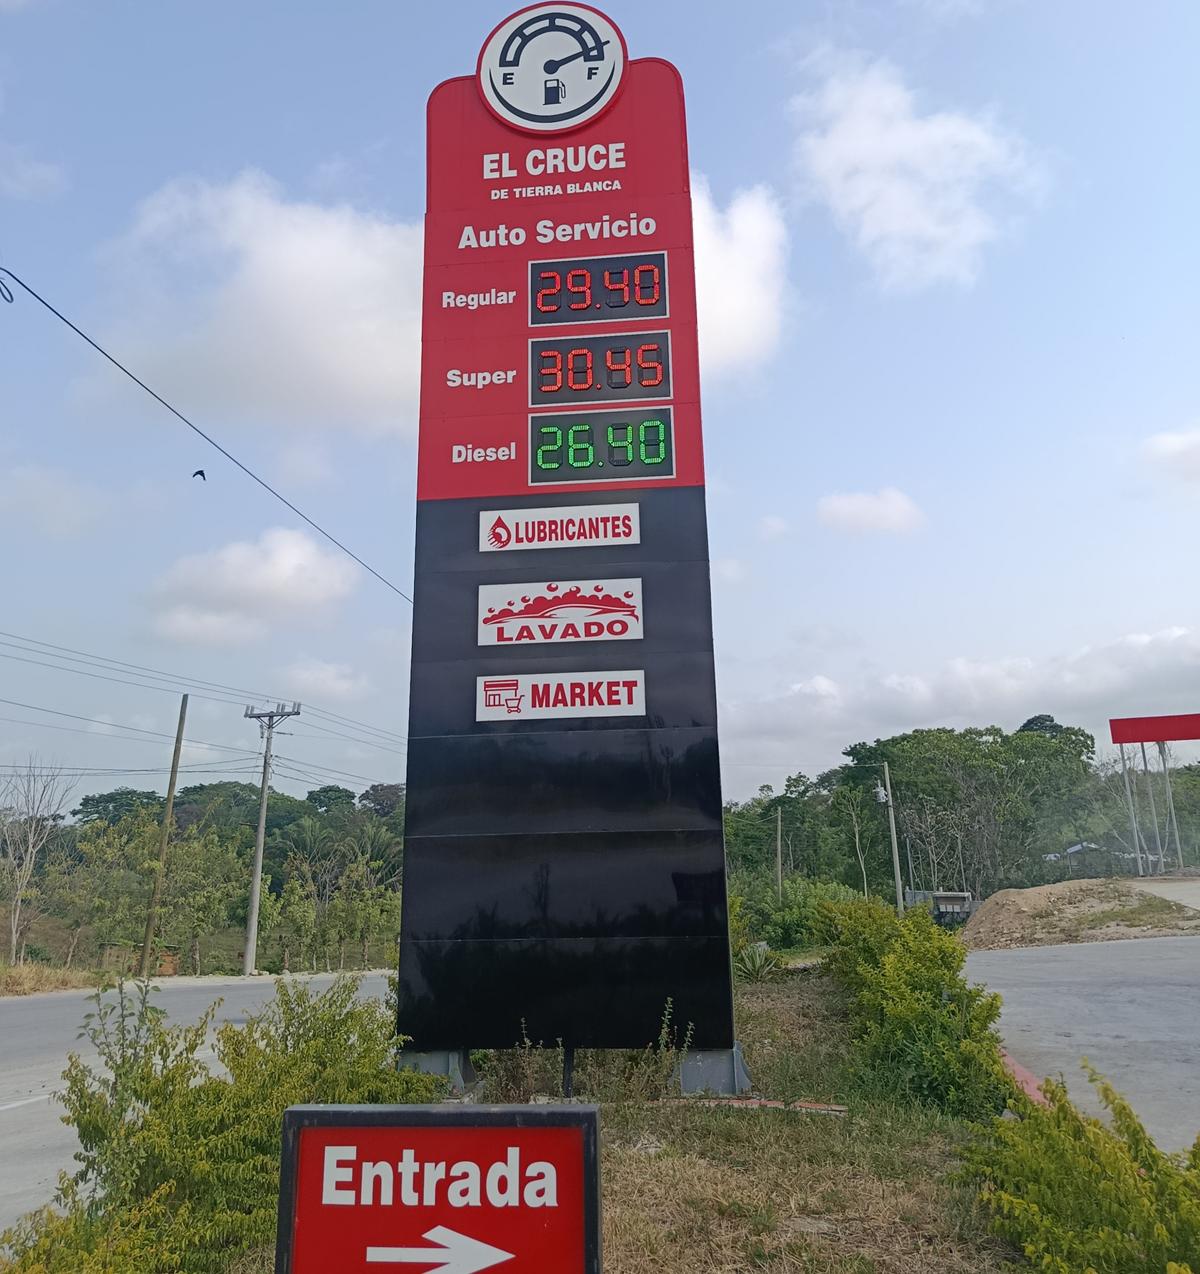 E F
EL CRUCE
DE TIERRA BLANCA
Auto Servicio
Regular 29.40
Super 30.45
Diesel 26.40
LUBRICANTES
LAVADO
MARKET
Entrada